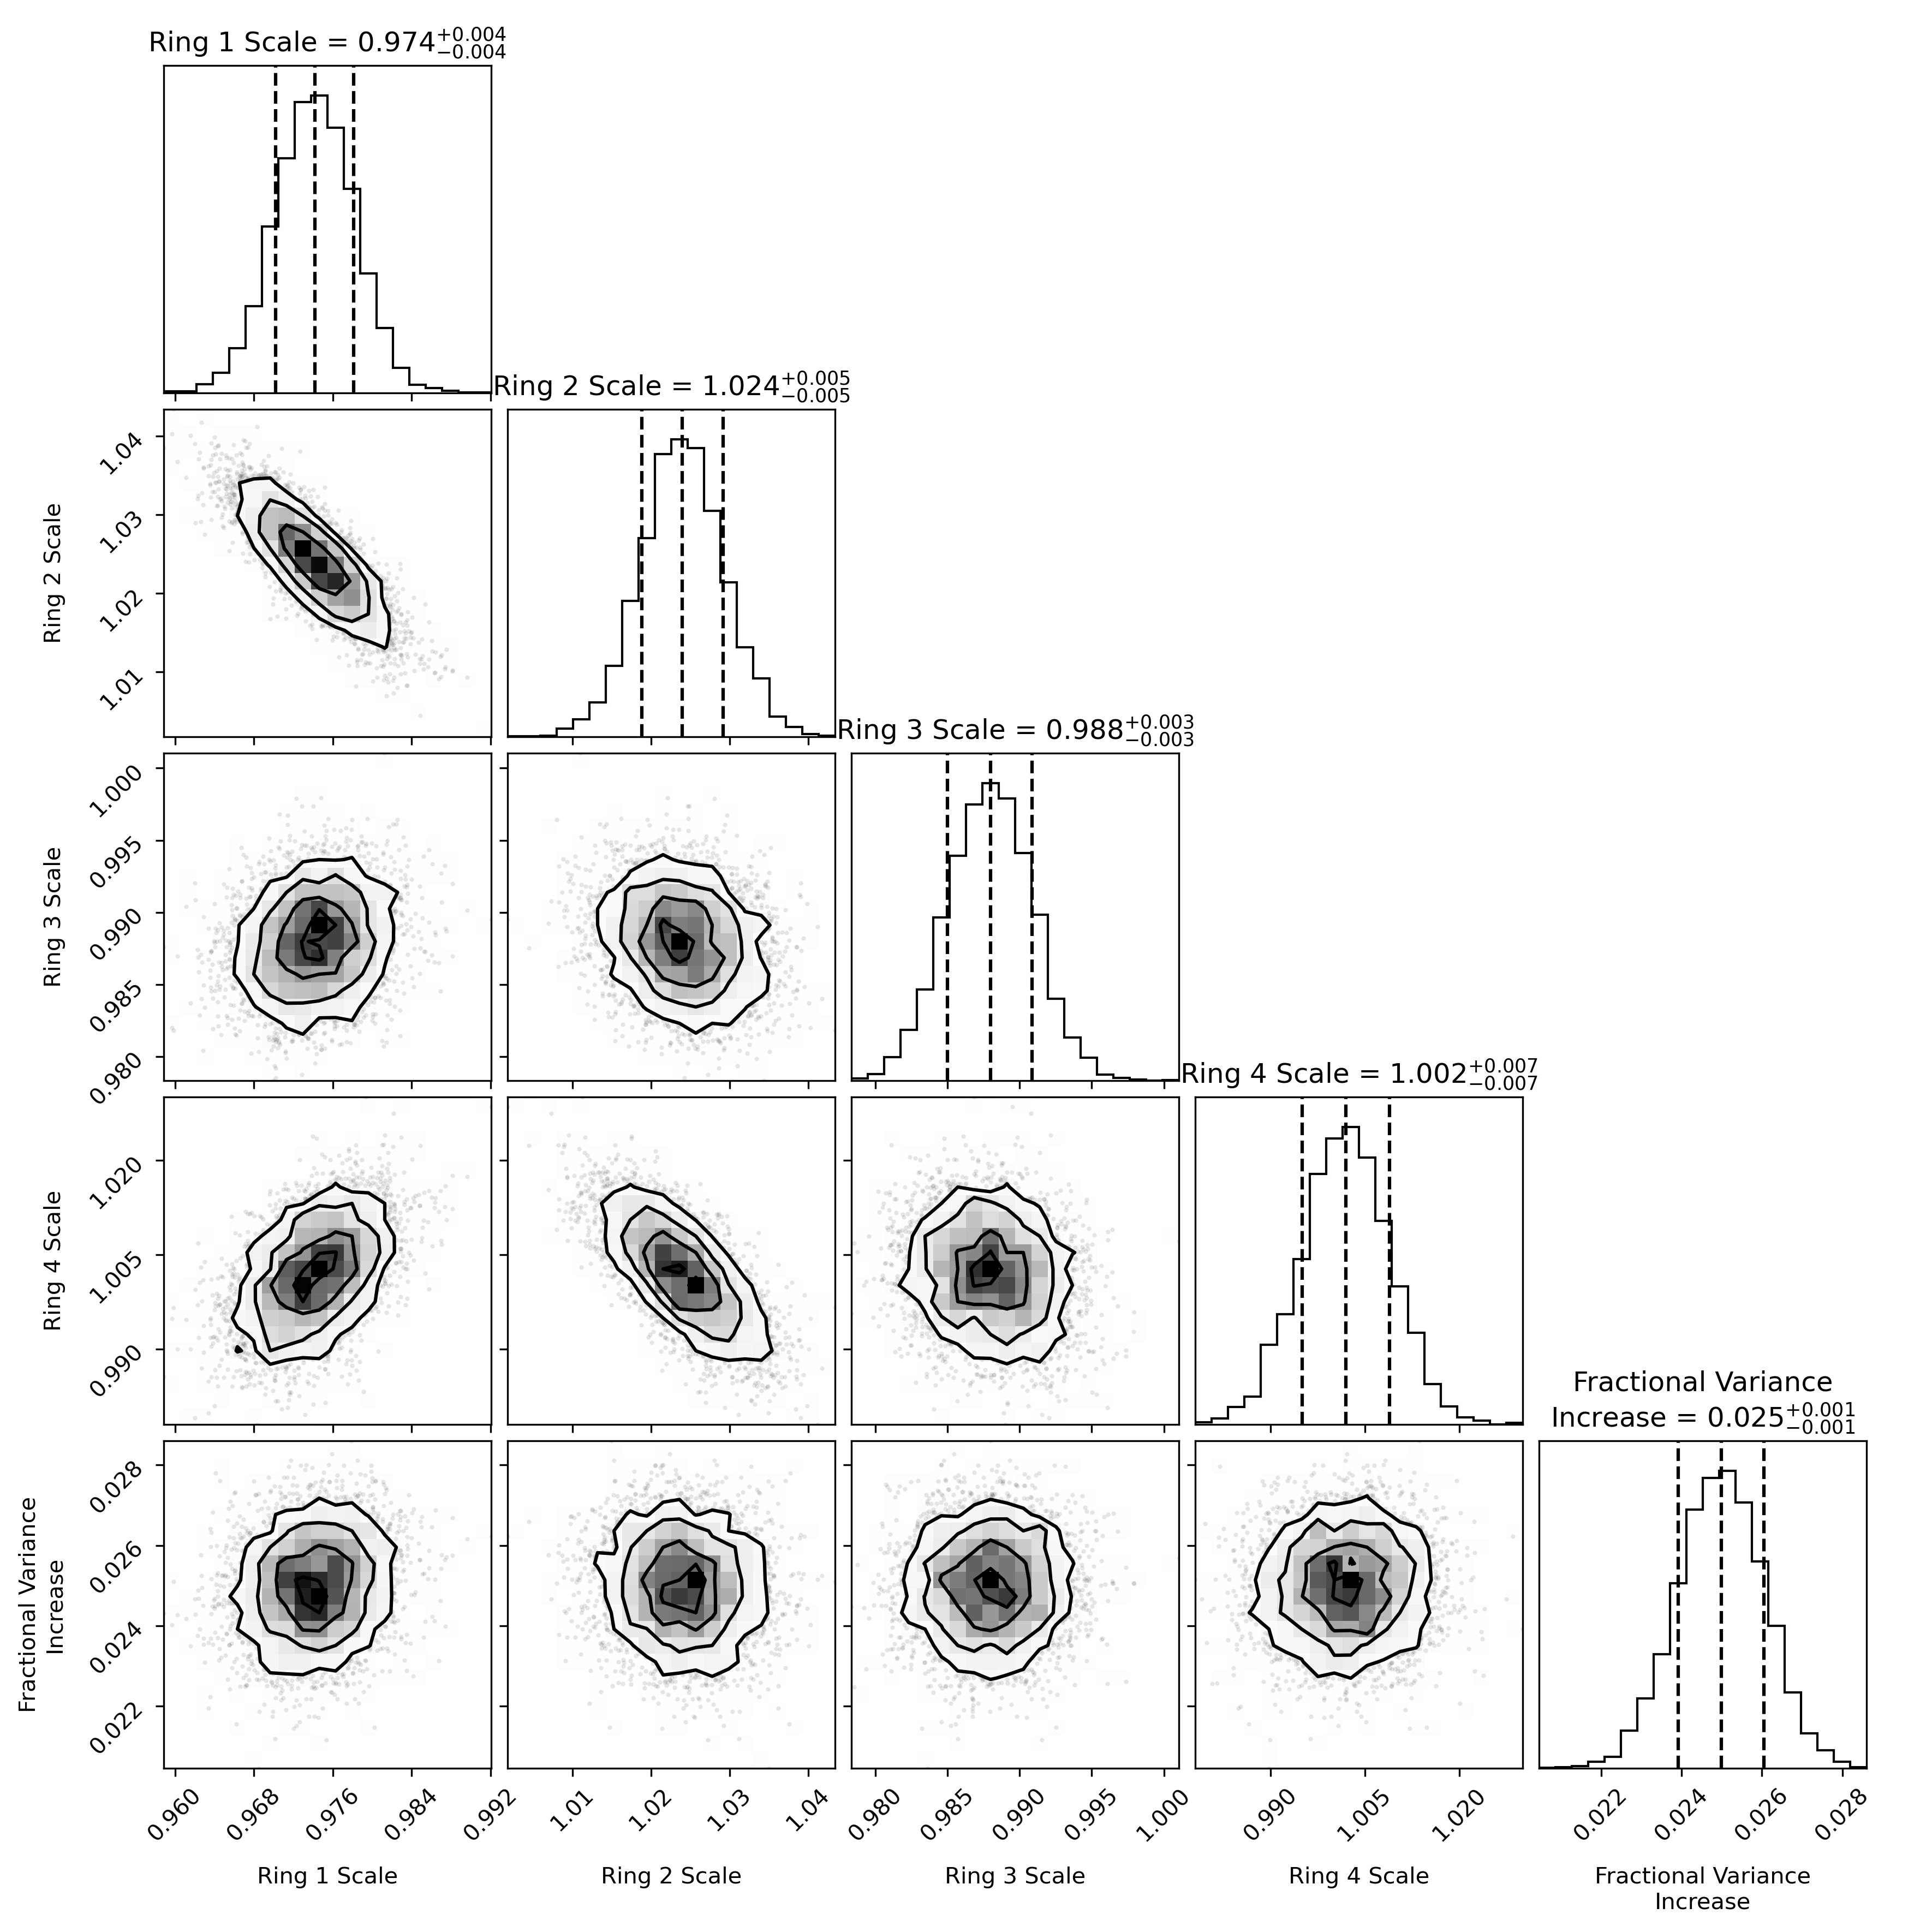 Ring 1 Scale = 0.974+0.004−0.004
Ring 2 Scale = 1.024+0.005−0.005
1.04
1.03
1.02
1.01
Ring 2 Scale
Ring 3 Scale = 0.988+0.003−0.003
1.000
0.995
0.990
0.985
0.980
Ring 3 Scale
Ring 4 Scale = 1.002+0.007−0.007
1.020
1.005
0.990
Ring 4 Scale
Fractional Variance
Increase = 0.025+0.001−0.001
0.028
0.026
0.024
0.022
Fractional Variance
Increase
0.960 0.968 0.976 0.984 0.992
1.01 1.02 1.03 1.04
0.980 0.985 0.990 0.995 1.000
0.990 1.005 1.020
0.022 0.024 0.026 0.028
Ring 1 Scale
Ring 2 Scale
Ring 3 Scale
Ring 4 Scale
Fractional Variance
Increase